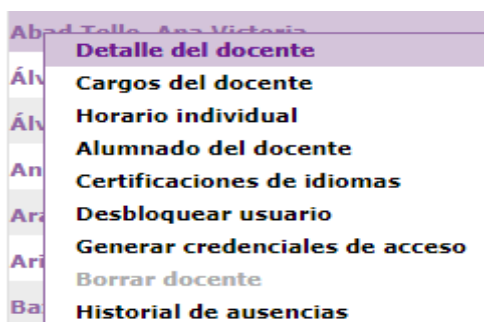 Abad Tello, Ana Victoria
Detalle del docente
Cargos del docente
Horario individual
Alumnado del docente
Certificaciones de idiomas
Desbloquear usuario
Generar credenciales de acceso
Borrar docente
Historial de ausencias